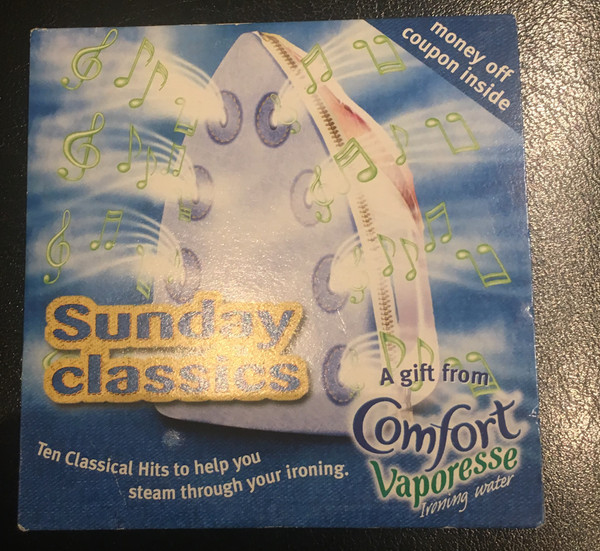 money off
coupon inside
Sunday
classics
A gift from
Comfort
Vaporesse
Ironing water
Ten Classical Hits to help you
steam through your ironing.